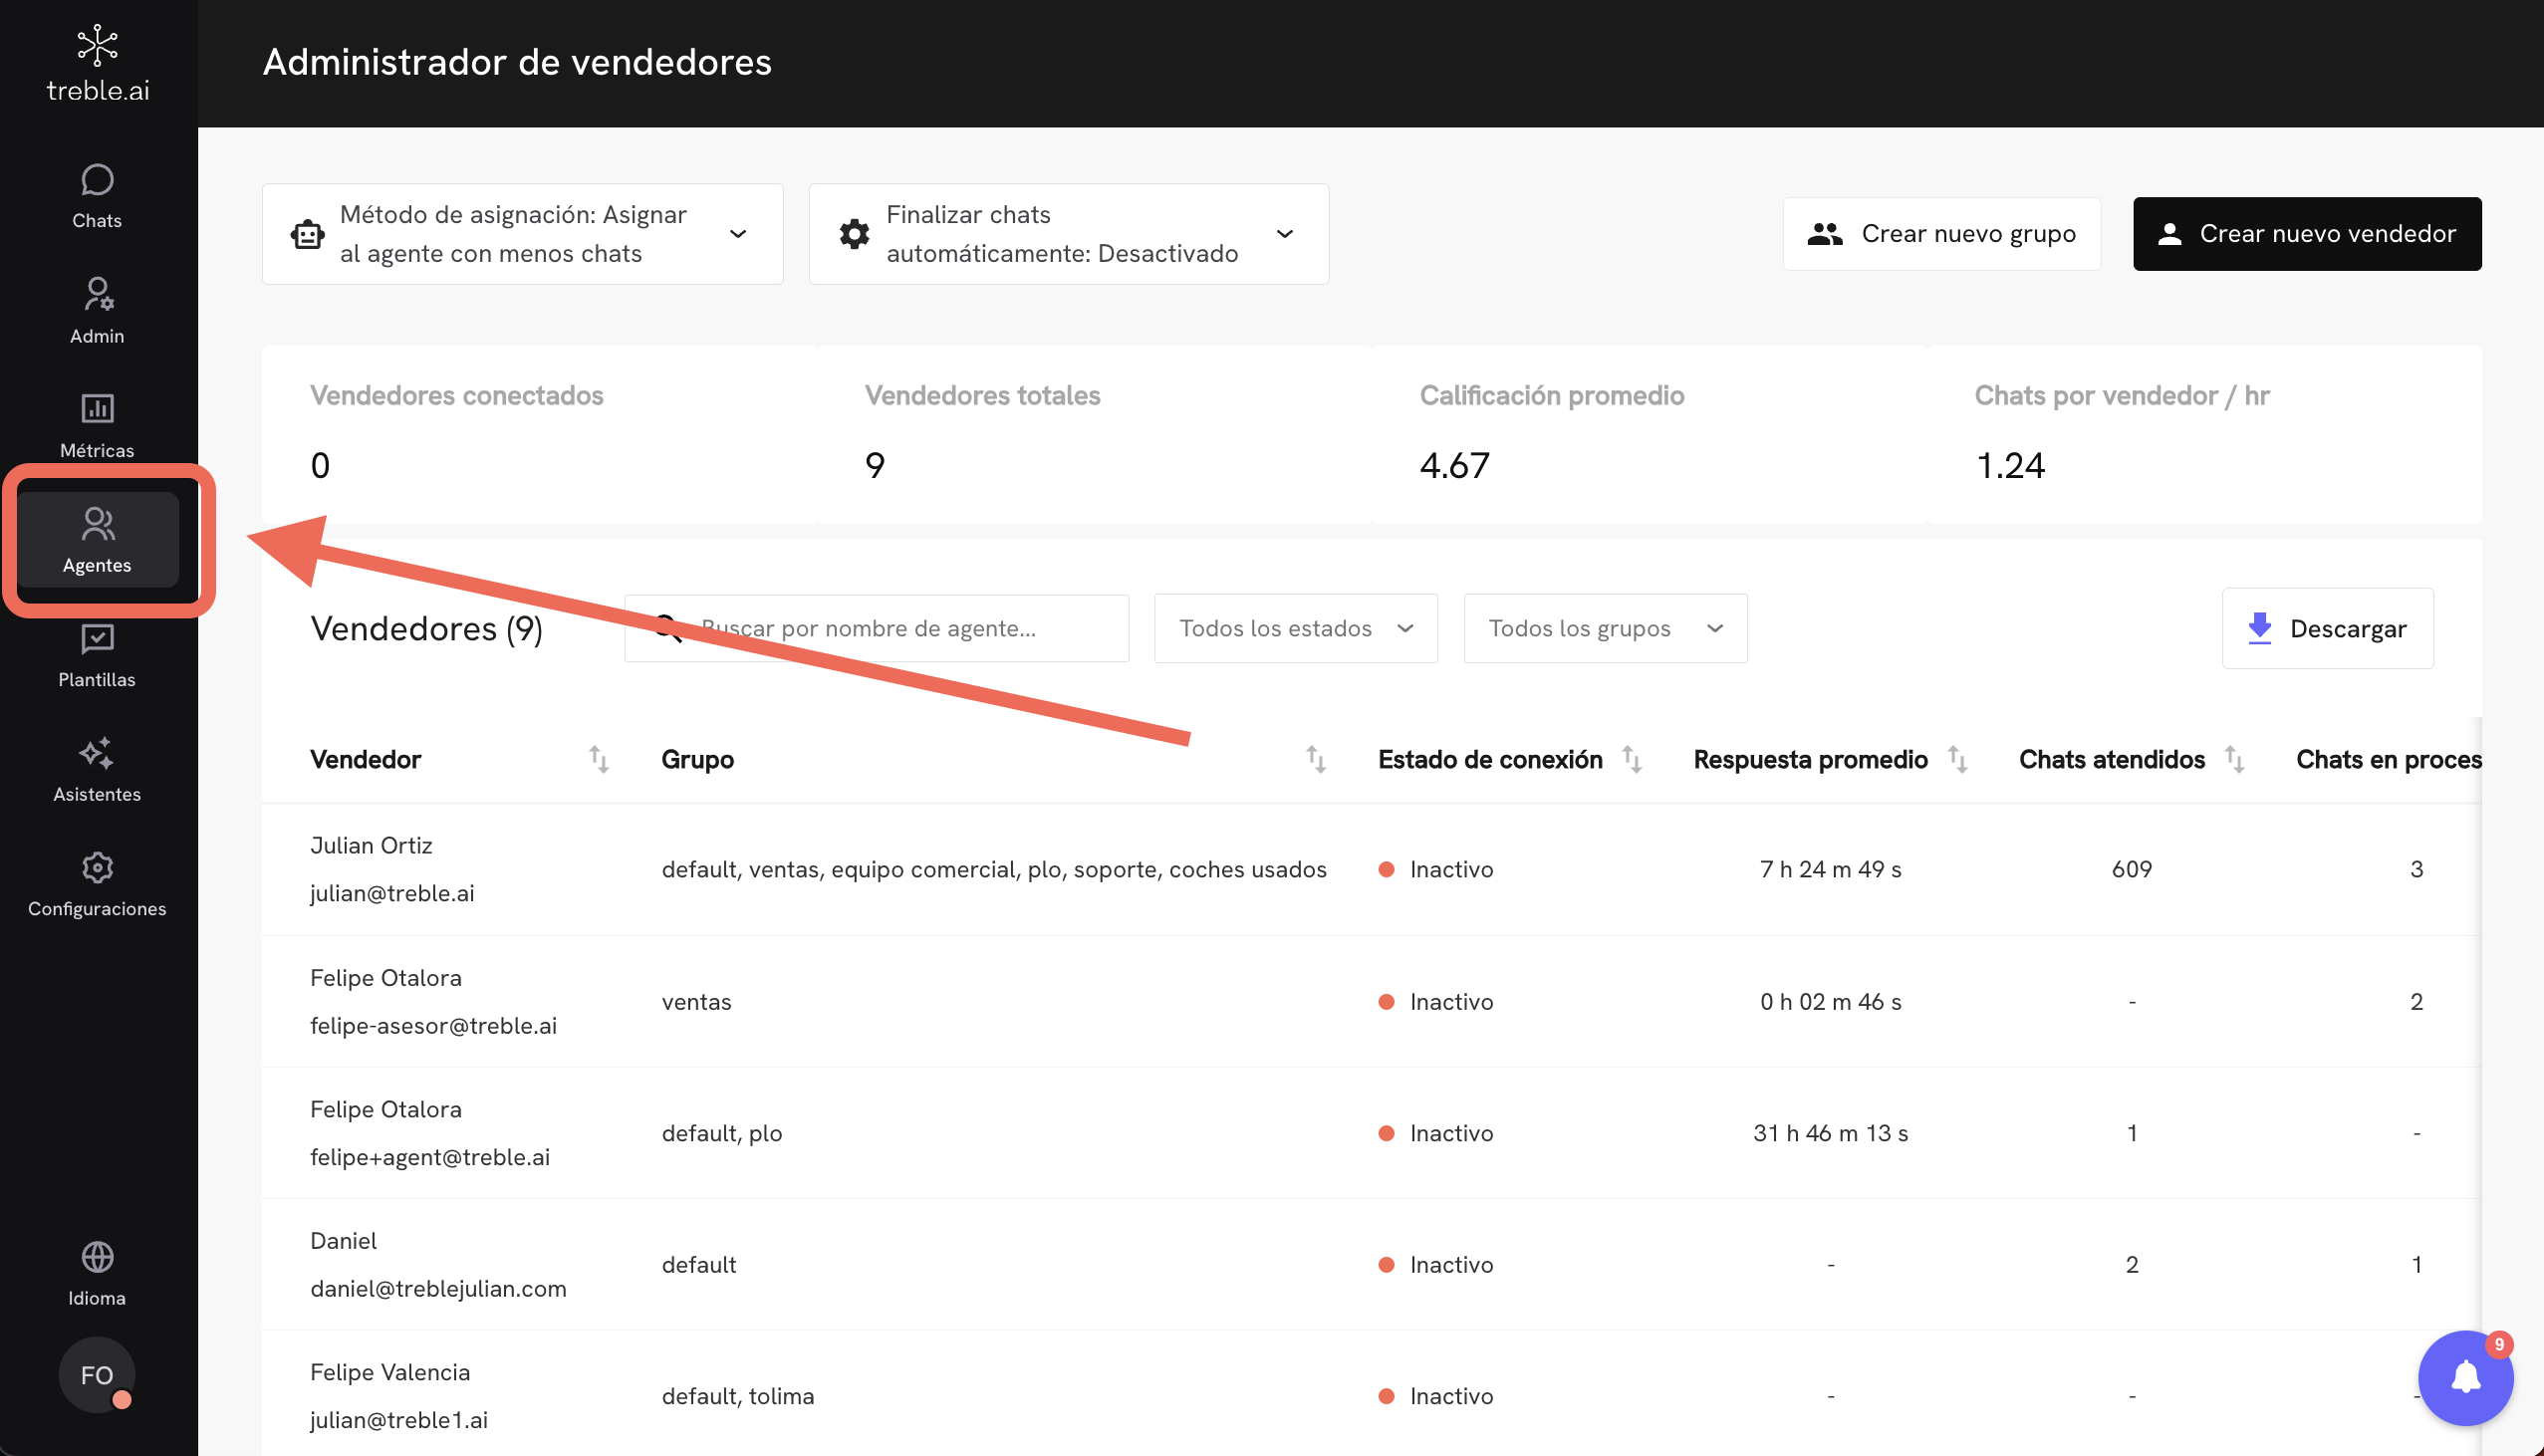 treble.ai
Chats
Admin
Métricas
Agentes
Plantillas
Asistentes
Configuraciones
Idioma
FO
Administrador de vendedores
Método de asignación: Asignar
al agente con menos chats
Finalizar chats
automáticamente: Desactivado
Crear nuevo grupo
Crear nuevo vendedor
Vendedores conectados
0
Vendedores totales
9
Calificación promedio
4.67
Chats por vendedor / hr
1.24
Vendedores (9)
Buscar por nombre de agente...
Todos los estados
Todos los grupos
Descargar
Vendedor Grupo Estado de conexión Respuesta promedio Chats atendidos Chats en proces
Julian Ortiz
julian@treble.ai
default, ventas, equipo comercial, plo, soporte, coches usados Inactivo 7 h 24 m 49 s 609 3
Felipe Otalora
felipe-asesor@treble.ai
ventas Inactivo 0 h 02 m 46 s - 2
Felipe Otalora
felipe+agent@treble.ai
default, plo Inactivo 31 h 46 m 13 s 1 -
Daniel
daniel@treblejulian.com
default Inactivo - 2 1
Felipe Valencia
julian@treble1.ai
default, tolima Inactivo - - -
9